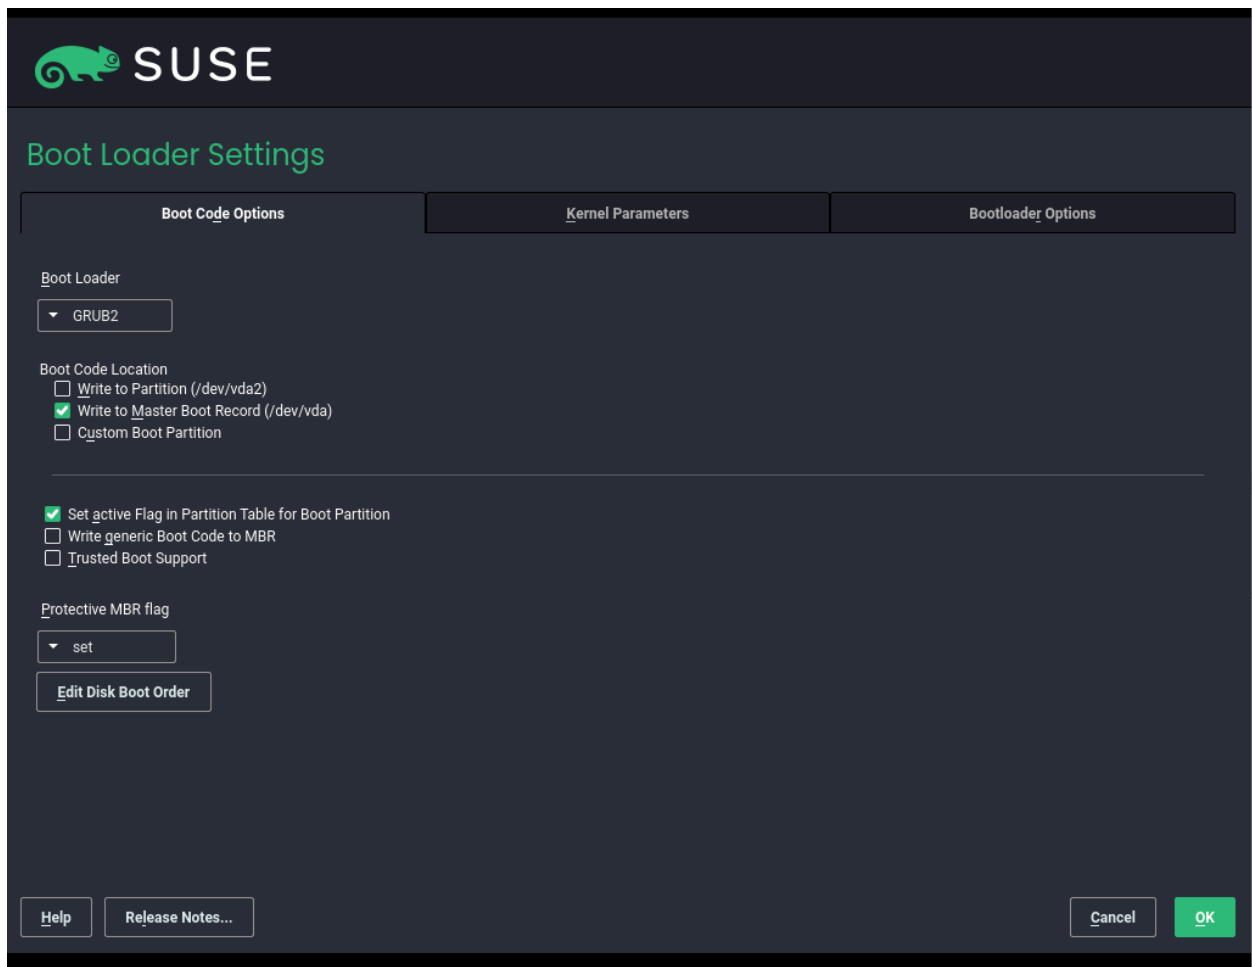 SUSE
Boot Loader Settings
Boot Code Options Kernel Parameters Bootloader Options
Boot Loader
GRUB2
Boot Code Location
Write to Partition (/dev/vda2)
Write to Master Boot Record (/dev/vda)
Custom Boot Partition
Set active Flag in Partition Table for Boot Partition
Write generic Boot Code to MBR
Trusted Boot Support
Protective MBR flag
set
Edit Disk Boot Order
Help Release Notes... Cancel OK